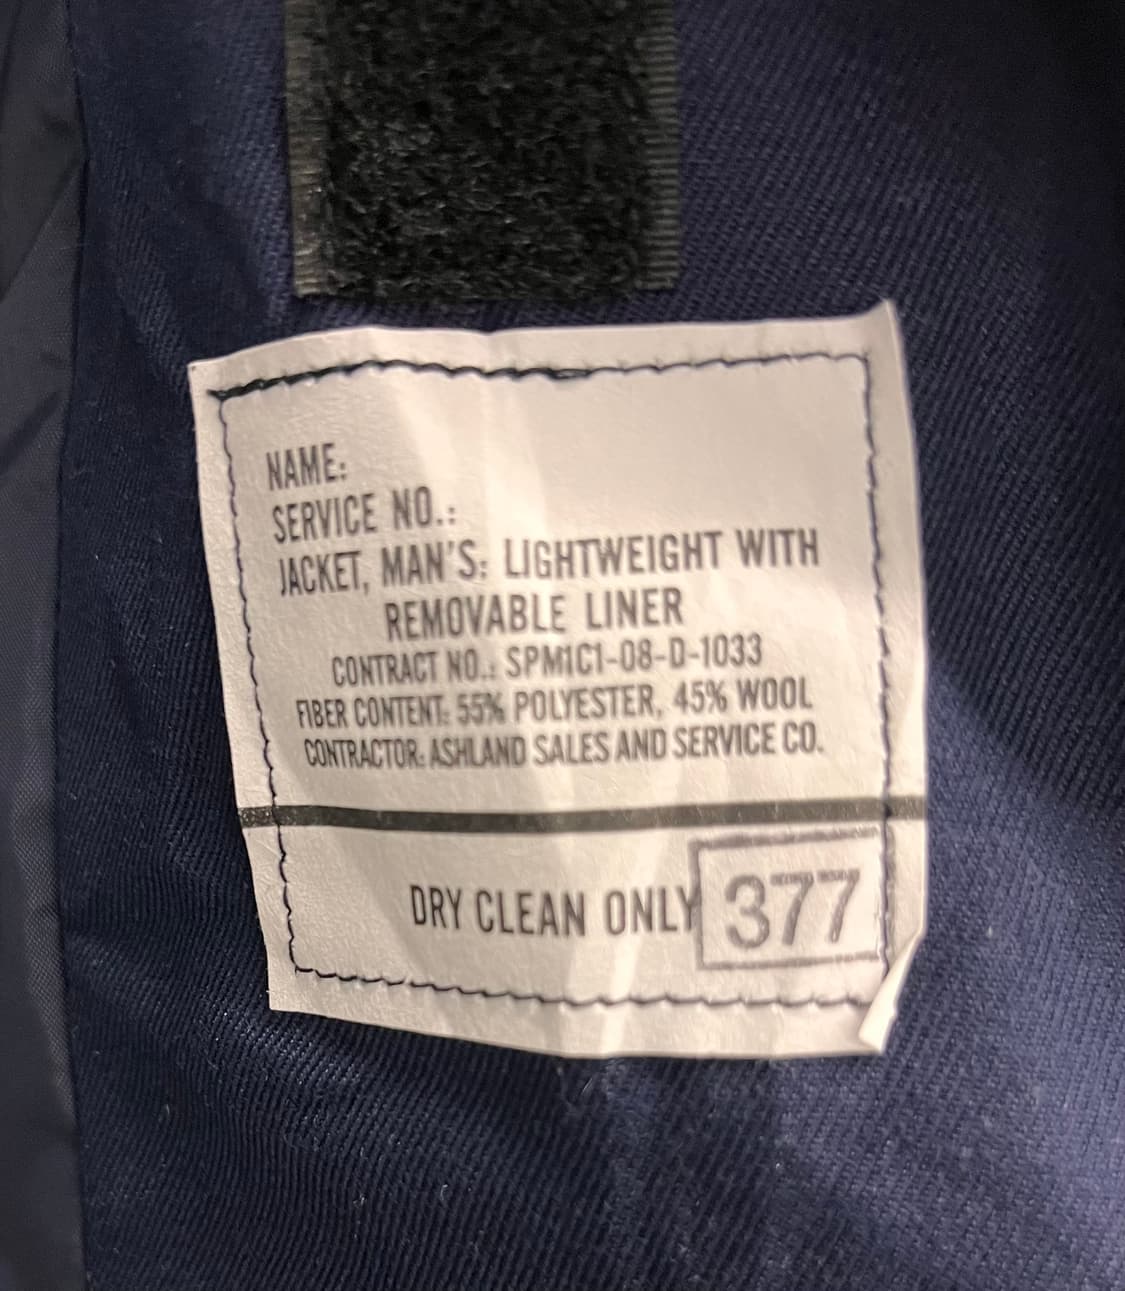 NAME:
SERVICE NO.:
JACKET, MAN'S: LIGHTWEIGHT WITH
REMOVABLE LINER
CONTRACT NO.: SPM1C1-08-D-1033
FIBER CONTENT: 55% POLYESTER, 45% WOOL
CONTRACTOR: ASHLAND SALES AND SERVICE CO.
DRY CLEAN ONLY 377